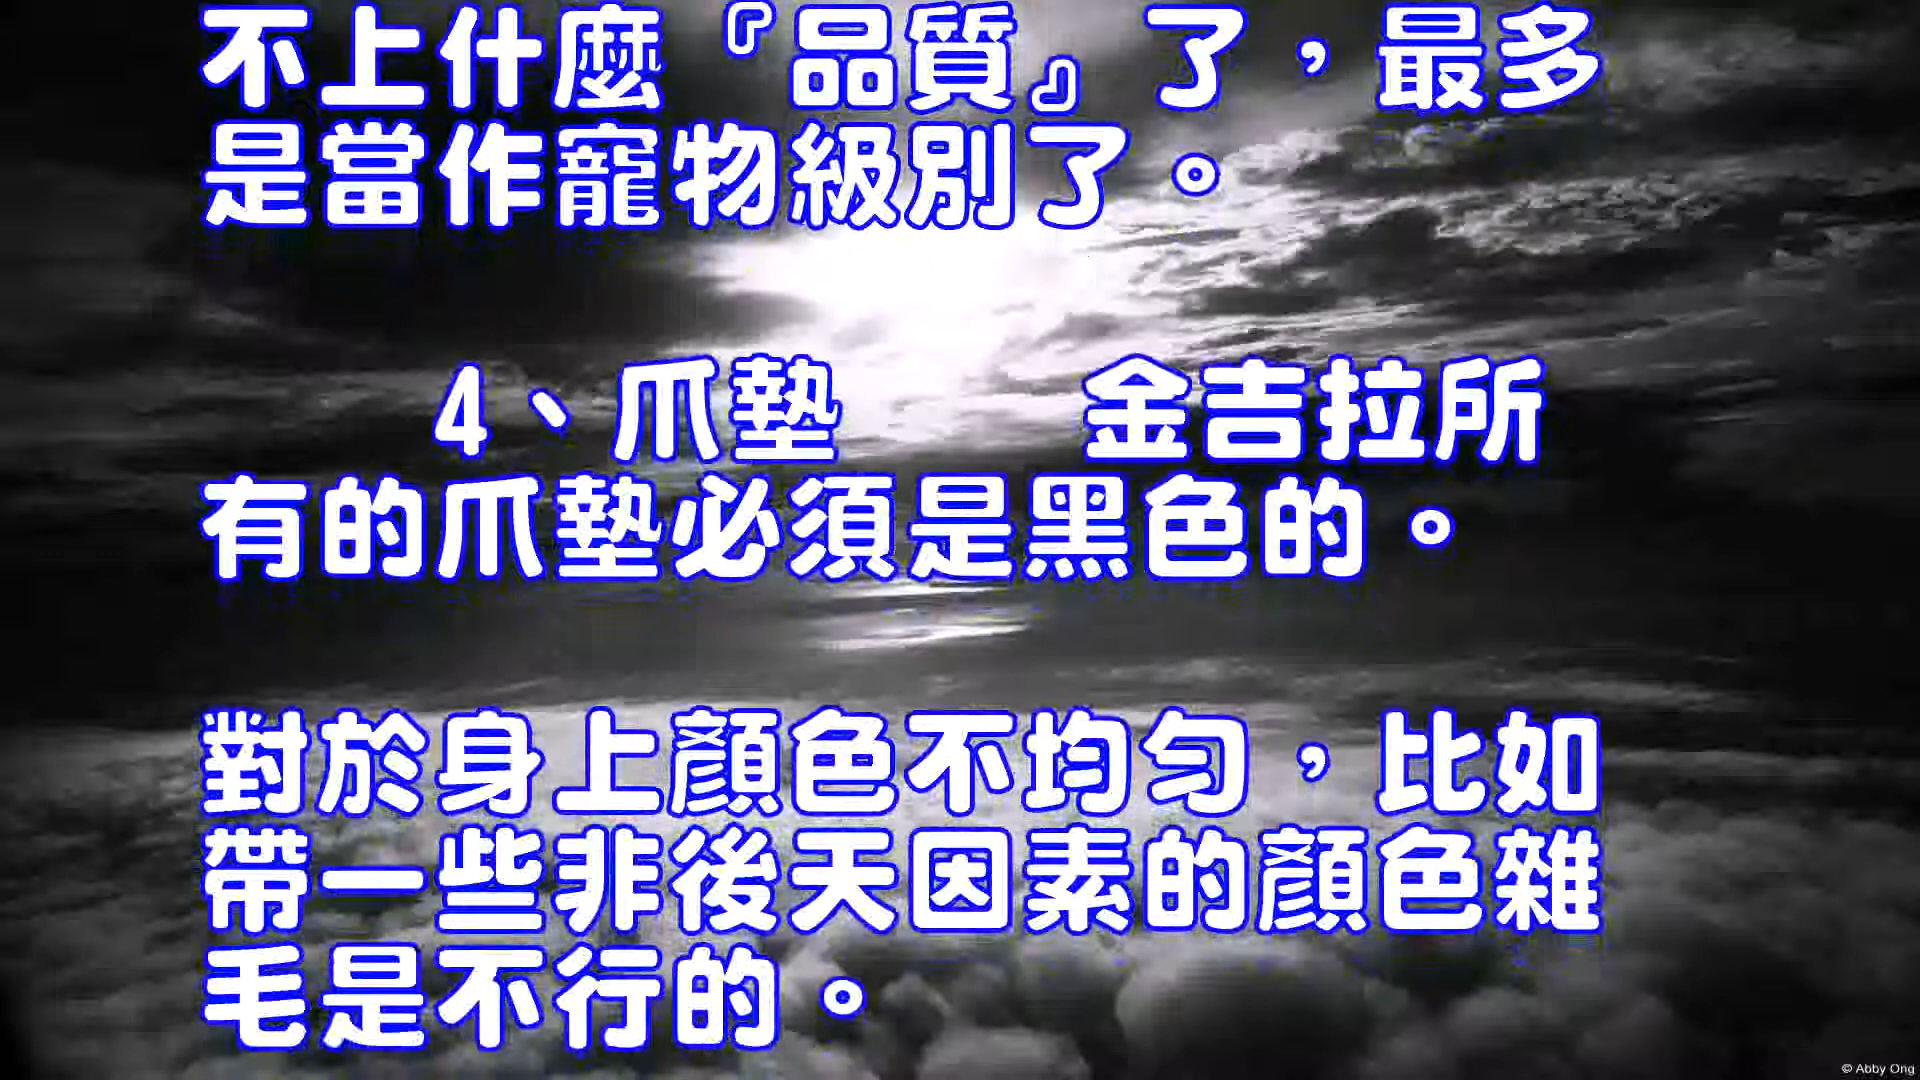 不上什麼『品質』了，最多
是當作寵物級別了。
4、爪墊　　金吉拉所
有的爪墊必須是黑色的。
對於身上顏色不均勻，比如
帶一些非後天因素的顏色雜
毛是不行的。
© Abby Ong